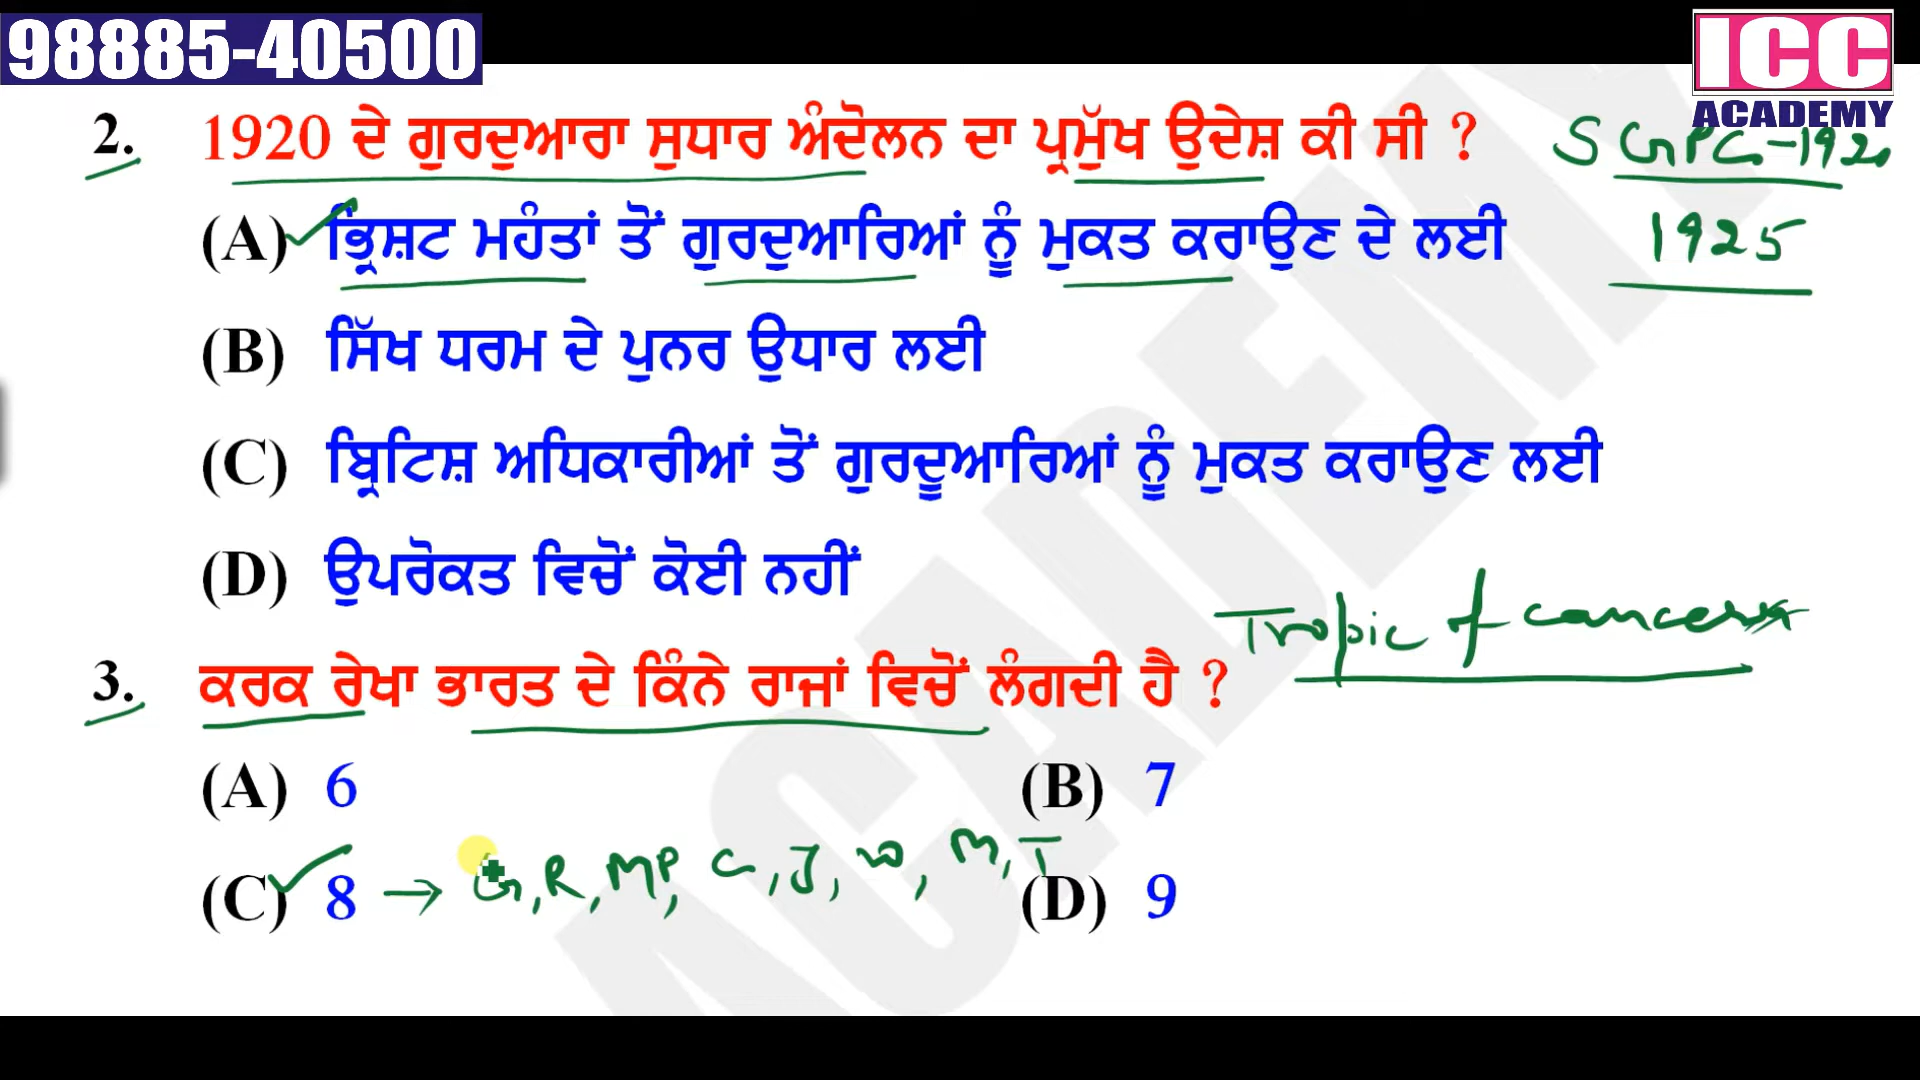 98885-40500
ICC
ACADEMY
2. 1920 ਦੇ ਗੁਰਦੁਆਰਾ ਸੁਧਾਰ ਅੰਦੋਲਨ ਦਾ ਪ੍ਰਮੁੱਖ ਉਦੇਸ਼ ਕੀ ਸੀ ?
SGPC-1920
1925
(A) ਭ੍ਰਿਸ਼ਟ ਮਹੰਤਾਂ ਤੋਂ ਗੁਰਦੁਆਰਿਆਂ ਨੂੰ ਮੁਕਤ ਕਰਾਉਣ ਦੇ ਲਈ
(B) ਸਿੱਖ ਧਰਮ ਦੇ ਪੁਨਰ ਉਧਾਰ ਲਈ
(C) ਬ੍ਰਿਟਿਸ਼ ਅਧਿਕਾਰੀਆਂ ਤੋਂ ਗੁਰਦੂਆਰਿਆਂ ਨੂੰ ਮੁਕਤ ਕਰਾਉਣ ਲਈ
(D) ਉਪਰੋਕਤ ਵਿਚੋਂ ਕੋਈ ਨਹੀਂ
Tropic of cancer
3. ਕਰਕ ਰੇਖਾ ਭਾਰਤ ਦੇ ਕਿੰਨੇ ਰਾਜਾਂ ਵਿਚੋਂ ਲੰਗਦੀ ਹੈ ?
(A) 6 (B) 7
(C) 8 → G, R, MP, C, J, W, M, T (D) 9
ACADEMY